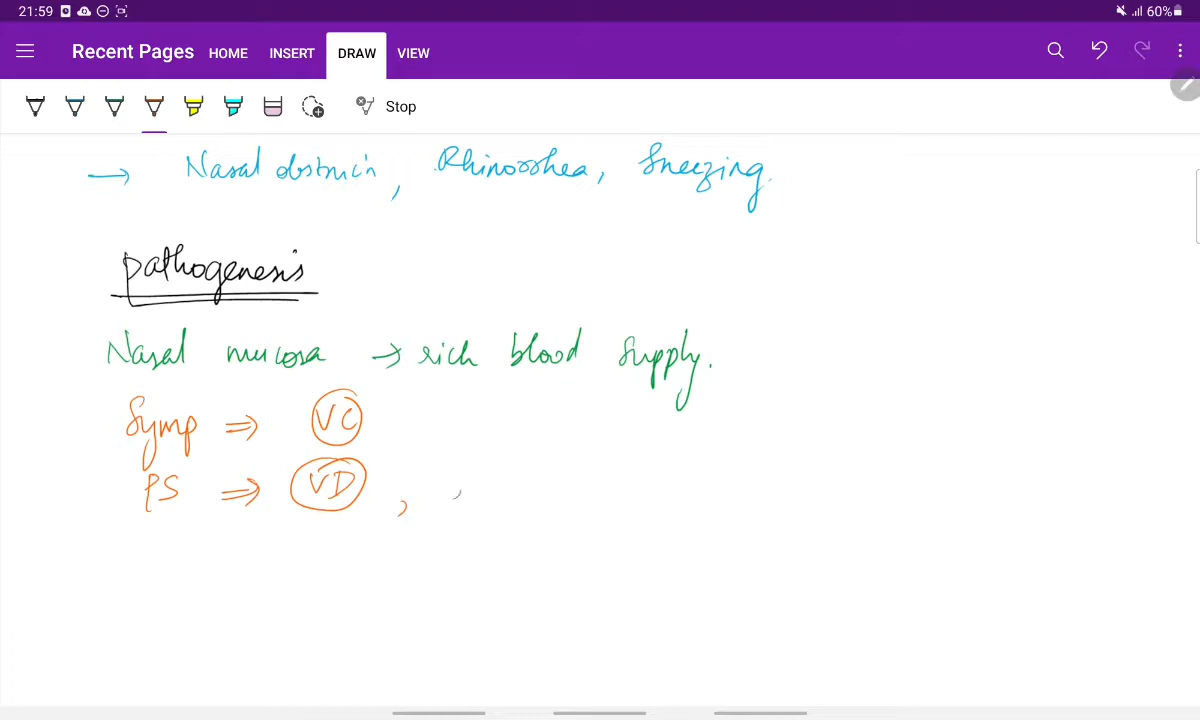 21:59 60%
Recent Pages HOME INSERT DRAW VIEW
Stop
→ Nasal obstruc'n, Rhinorrhea, Sneezing.
pathogenesis
Nasal mucosa → rich blood supply.
Symp ⇒ VC
PS ⇒ VD ,